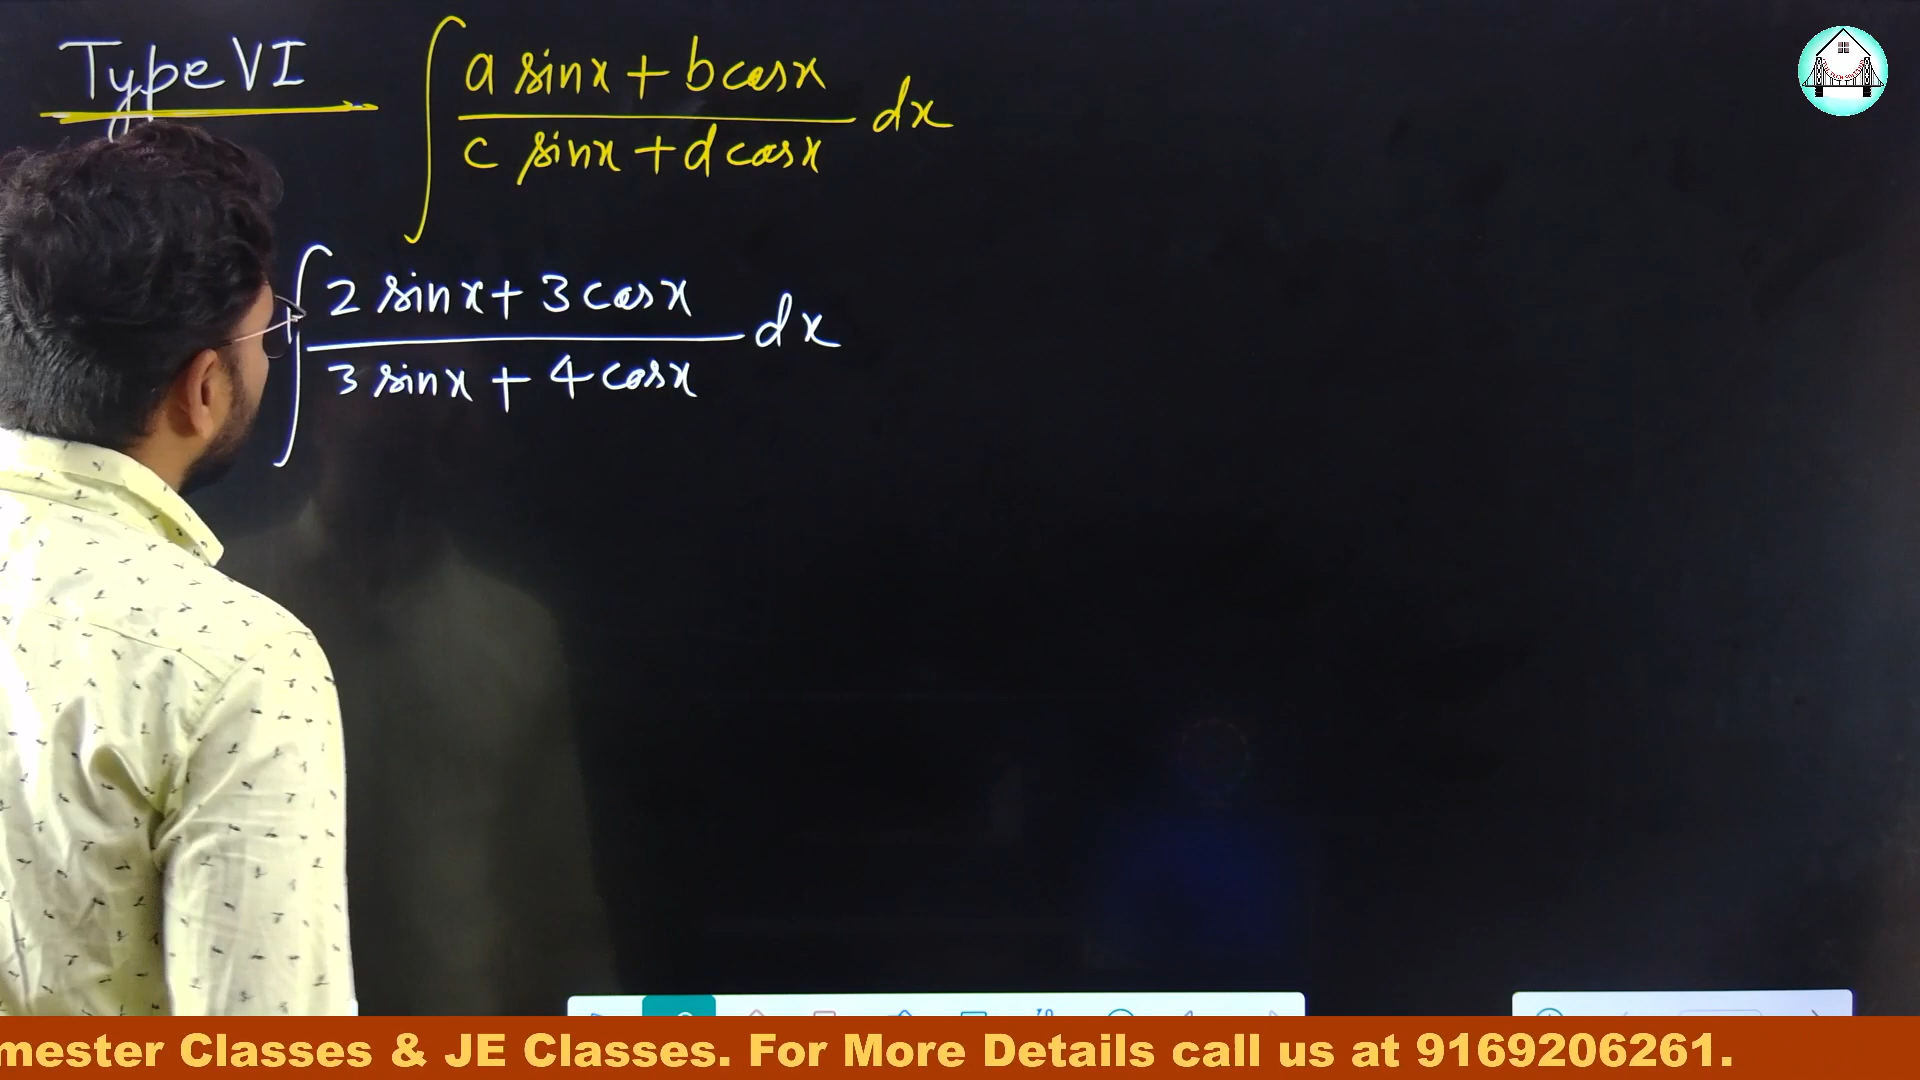 Type VI
∫ a sinx + b cosx / c sinx + d cosx dx
∫ 2 sinx + 3 cosx / 3 sinx + 4 cosx dx
mester Classes & JE Classes. For More Details call us at 9169206261.